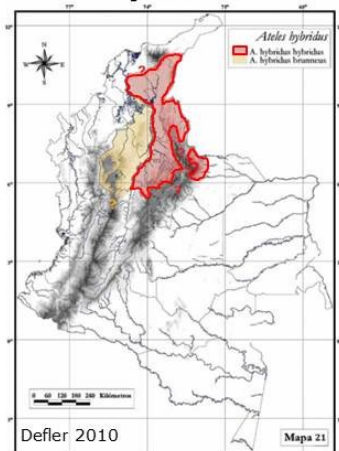 Ateles hybridus
A. hybridus hybridus
A. hybridus brunneus
N
W
E
S
?
?
0 60 120 180 240 Kilómetros
Defler 2010
Mapa 21